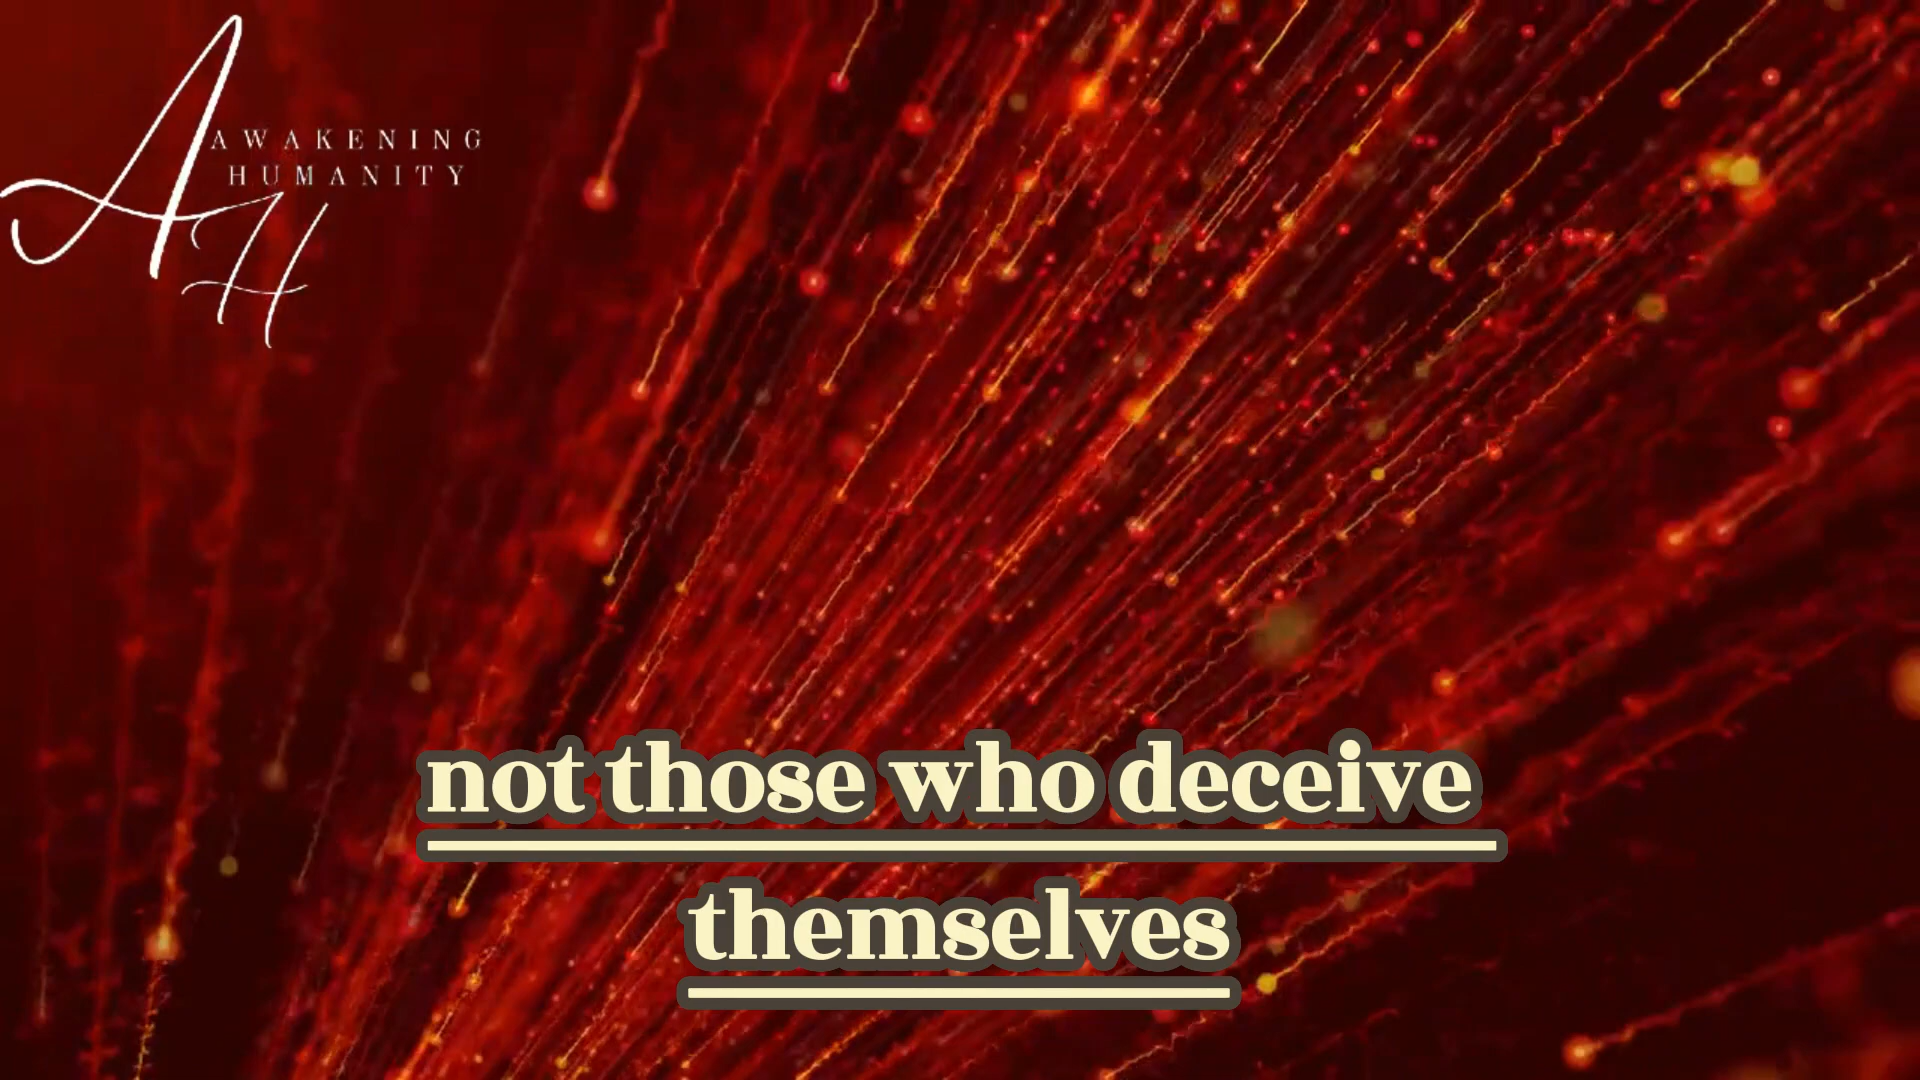 A
AWAKENING
HUMANITY
H
not those who deceive
themselves